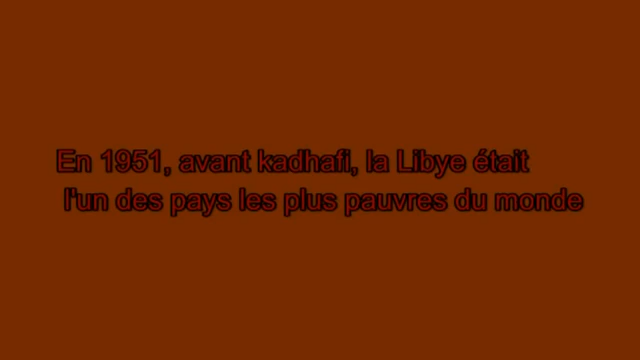 En 1951, avant kadhafi, la Libye était
l'un des pays les plus pauvres du monde